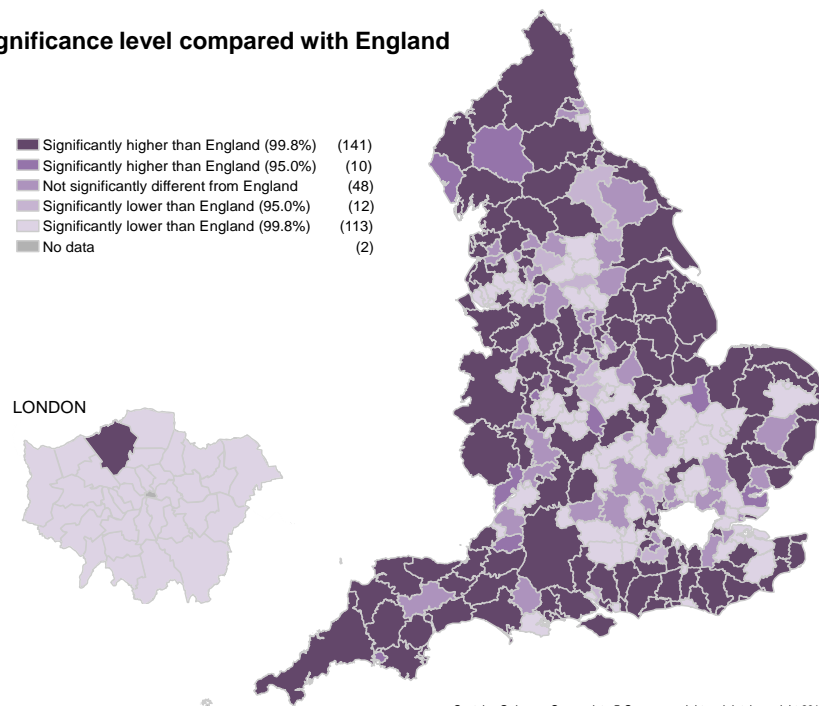 gnificance level compared with England
Significantly higher than England (99.8%) (141)
Significantly higher than England (95.0%) (10)
Not significantly different from England (48)
Significantly lower than England (95.0%) (12)
Significantly lower than England (99.8%) (113)
No data (2)
LONDON